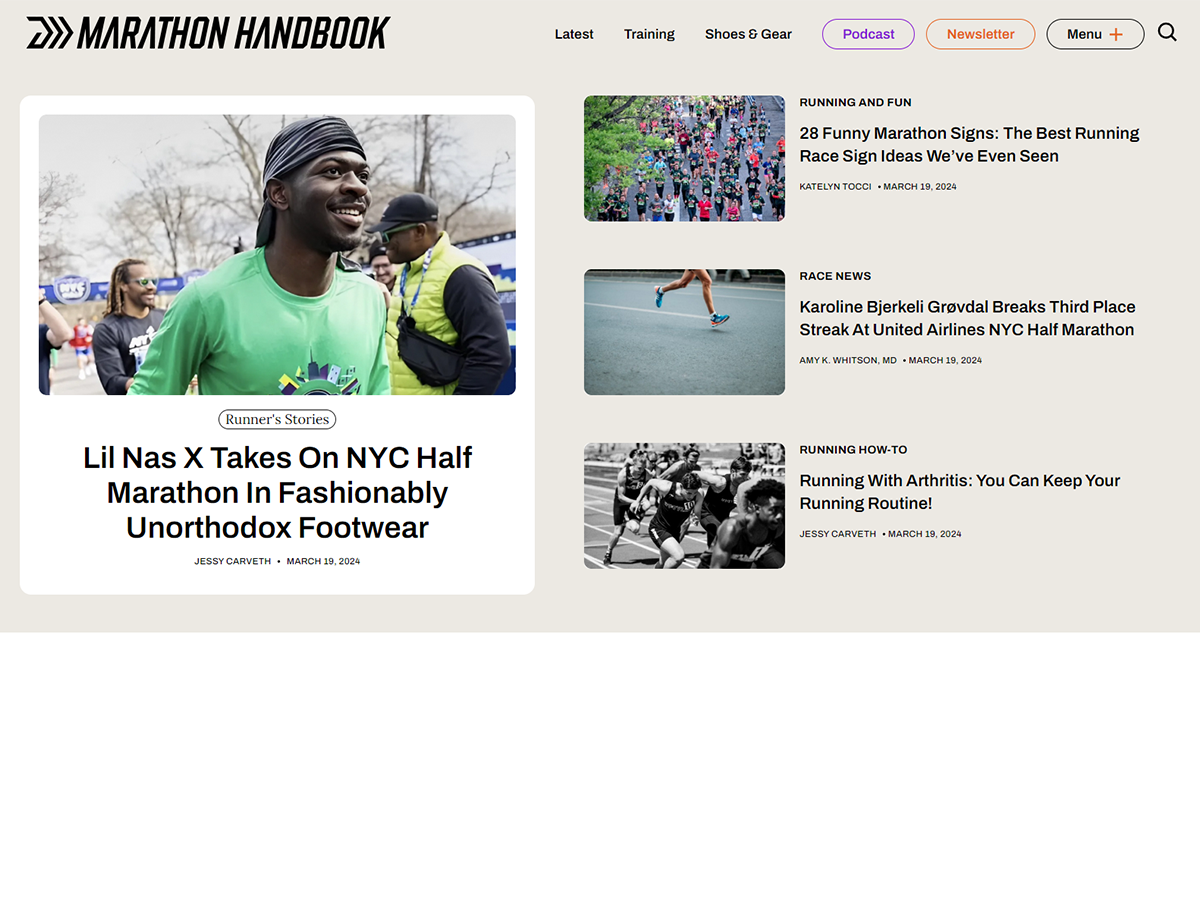 MARATHON HANDBOOK
Latest
Training
Shoes & Gear
Podcast
Newsletter
Menu
Runner's Stories
Lil Nas X Takes On NYC Half
Marathon In Fashionably
Unorthodox Footwear
JESSY CARVETH • MARCH 19, 2024
RUNNING AND FUN
28 Funny Marathon Signs: The Best Running
Race Sign Ideas We’ve Even Seen
KATELYN TOCCI • MARCH 19, 2024
RACE NEWS
Karoline Bjerkeli Grøvdal Breaks Third Place
Streak At United Airlines NYC Half Marathon
AMY K. WHITSON, MD • MARCH 19, 2024
RUNNING HOW-TO
Running With Arthritis: You Can Keep Your
Running Routine!
JESSY CARVETH • MARCH 19, 2024